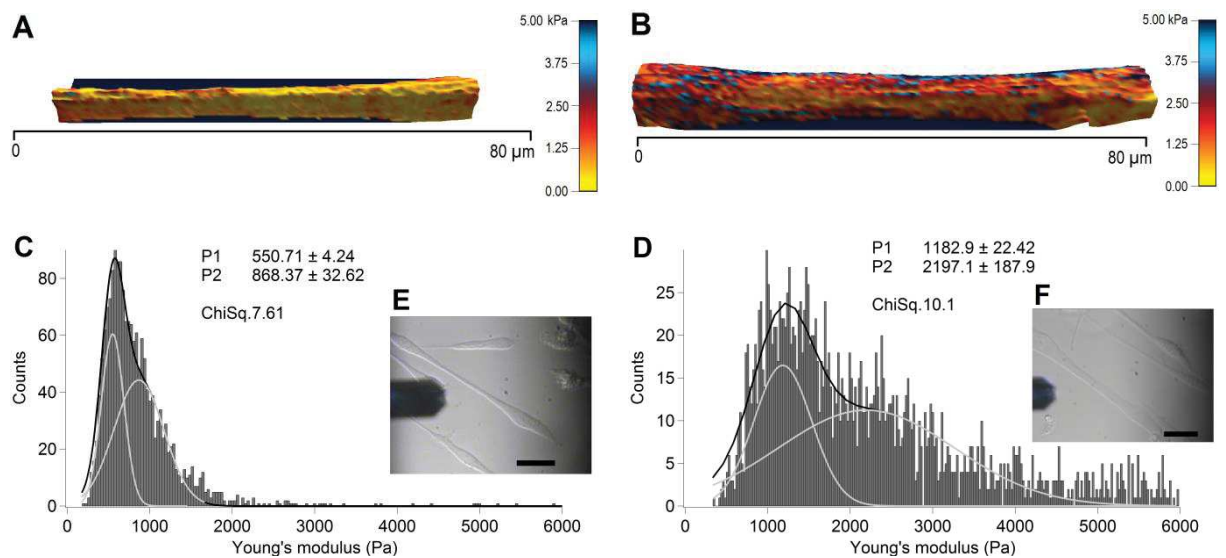 A
5.00 kPa
3.75
2.50
1.25
0.00
0
80 µm
B
5.00 kPa
3.75
2.50
1.25
0.00
0
80 µm
C
P1 550.71 ± 4.24
P2 868.37 ± 32.62
ChiSq.7.61
E
Counts
80
60
40
20
0
0 1000 2000 3000 4000 5000 6000
Young's modulus (Pa)
D
P1 1182.9 ± 22.42
P2 2197.1 ± 187.9
ChiSq.10.1
F
Counts
25
20
15
10
5
0
0 1000 2000 3000 4000 5000 6000
Young's modulus (Pa)